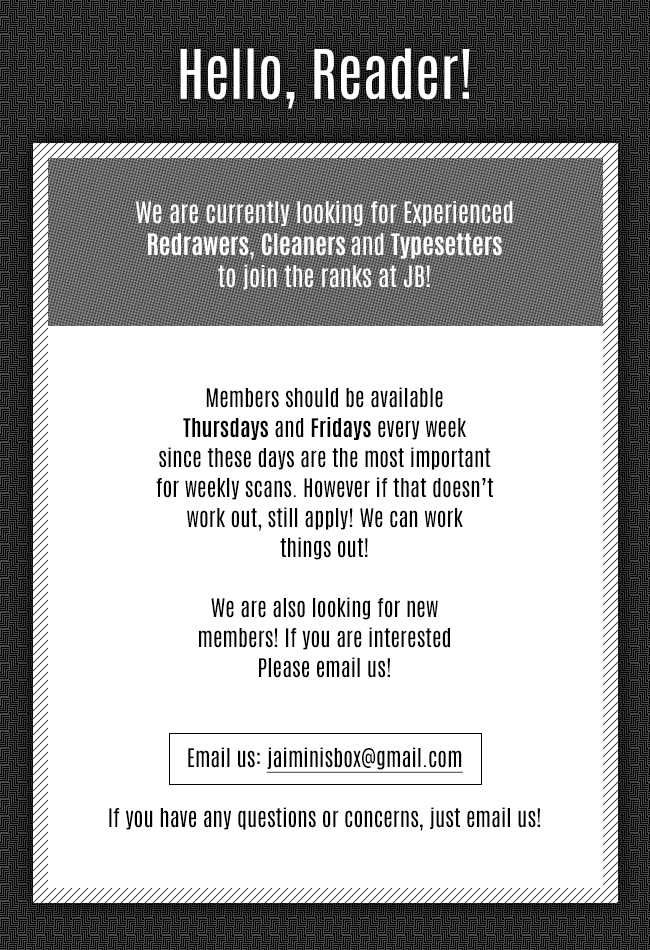 Hello, Reader!
We are currently looking for Experienced
Redrawers, Cleaners and Typesetters
to join the ranks at JB!
Members should be available
Thursdays and Fridays every week
since these days are the most important
for weekly scans. However if that doesn’t
work out, still apply! We can work
things out!
We are also looking for new
members! If you are interested
Please email us!
Email us: jaiminisbox@gmail.com
If you have any questions or concerns, just email us!